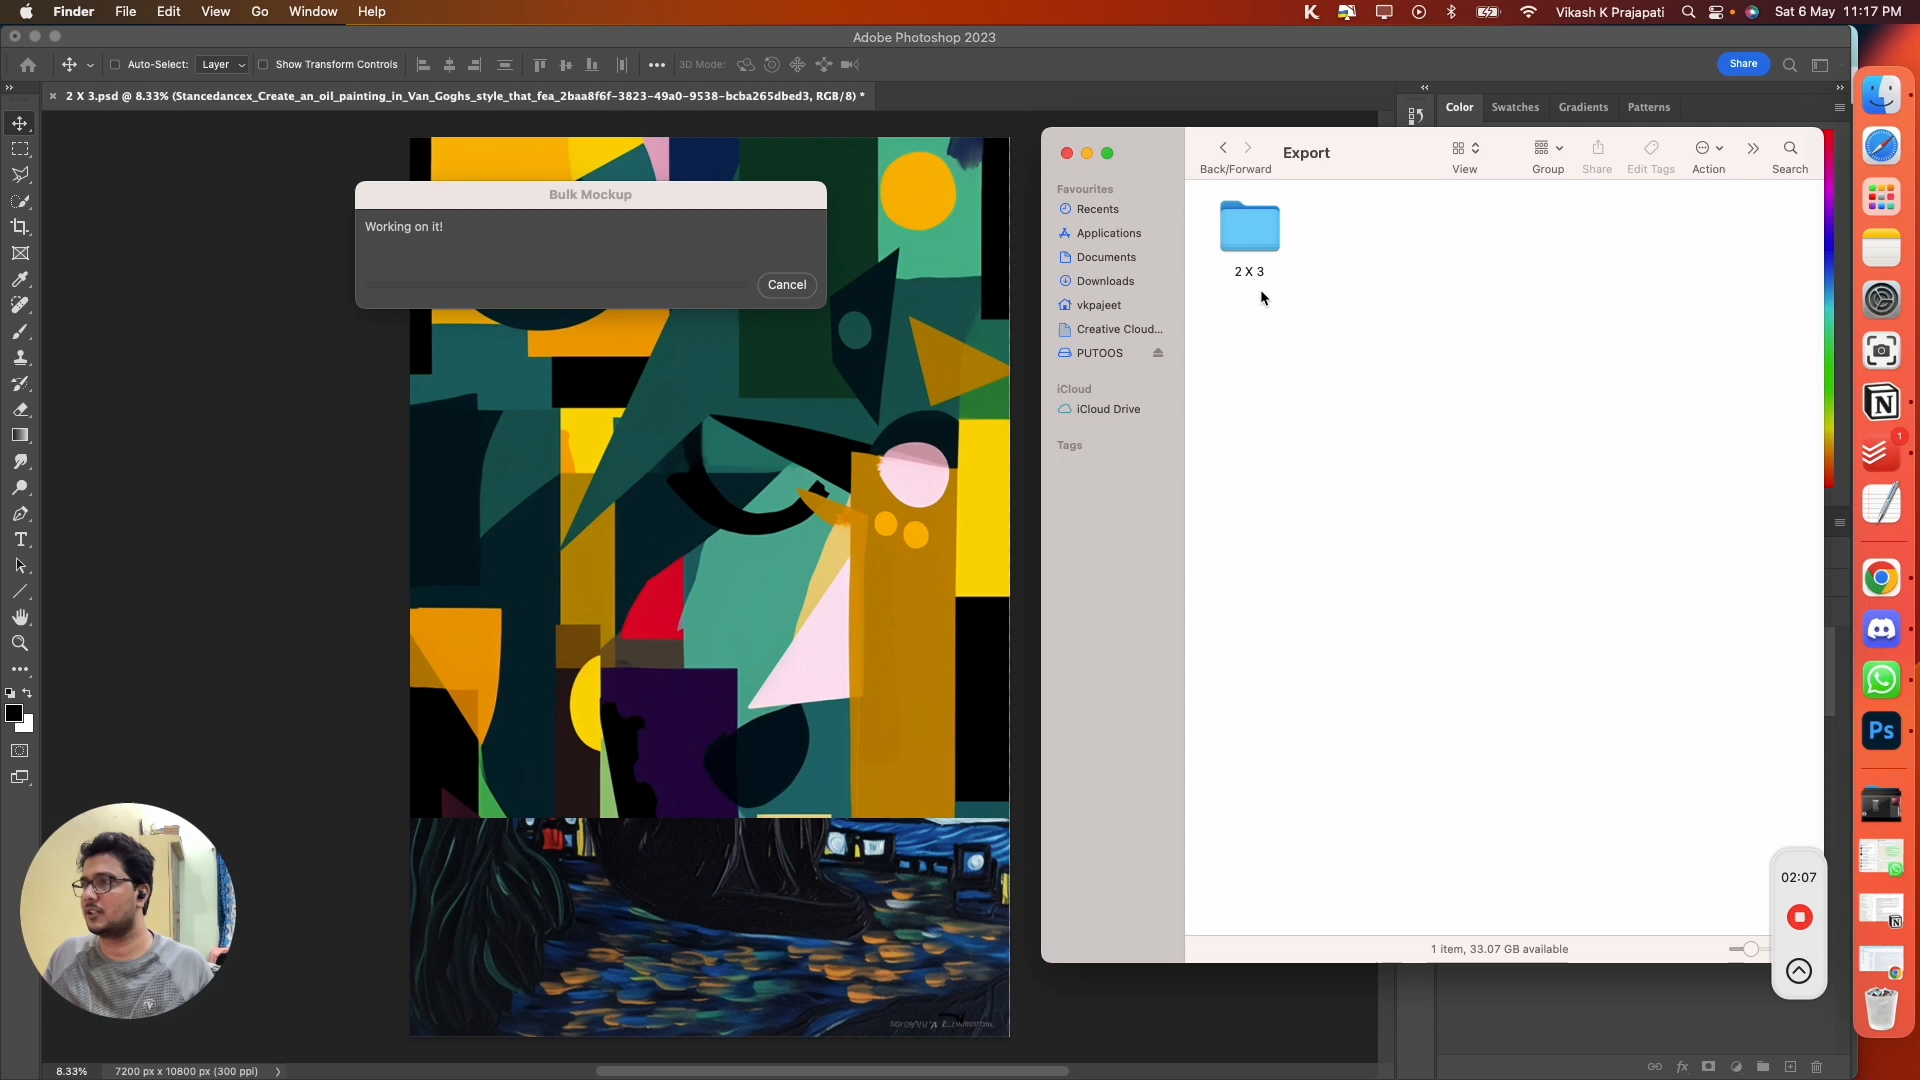 Finder File Edit View Go Window Help
Vikash K Prajapati Sat 6 May 11:17 PM
Adobe Photoshop 2023
Auto-Select: Layer Show Transform Controls ••• 3D Mode: Share
× 2 X 3.psd @ 8.33% (Stancedancex_Create_an_oil_painting_in_Van_Goghs_style_that_fea_2baa8f6f-3823-49a0-9538-bcba265dbed3, RGB/8) *
Color Swatches Gradients Patterns
Bulk Mockup
Working on it!
Cancel
Export
Back/Forward View Group Share Edit Tags Action Search
Favourites
Recents
Applications
Documents
Downloads
vkpajeet
Creative Cloud...
PUTOOS
iCloud
iCloud Drive
Tags
2 X 3
1 item, 33.07 GB available
02:07
1
Ps
8.33% 7200 px x 10800 px (300 ppi)
fx